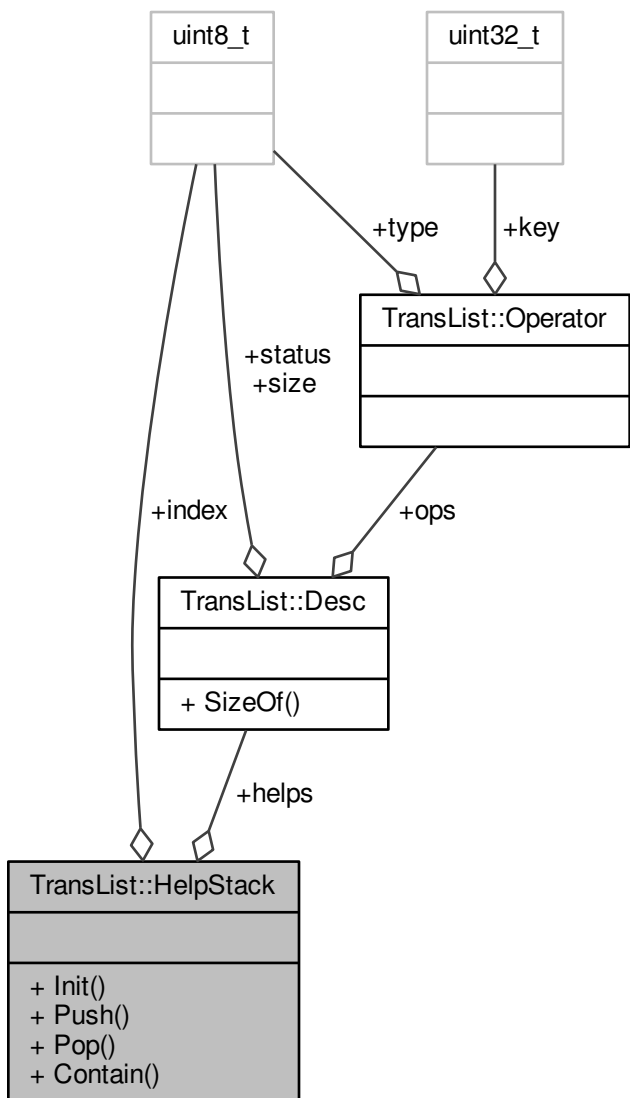 uint8_t
uint32_t
+type
+key
TransList::Operator
+status
+size
+index
+ops
TransList::Desc
+ SizeOf()
+helps
TransList::HelpStack
+ Init()
+ Push()
+ Pop()
+ Contain()